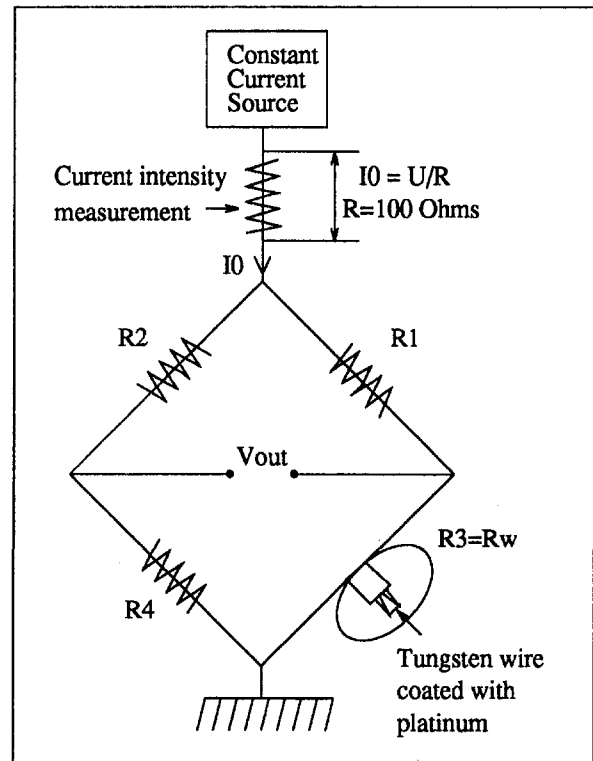 Constant
Current
Source
Current intensity
measurement
I0 = U/R
R=100 Ohms
I0
R2
R1
Vout
R3=Rw
R4
Tungsten wire
coated with
platinum